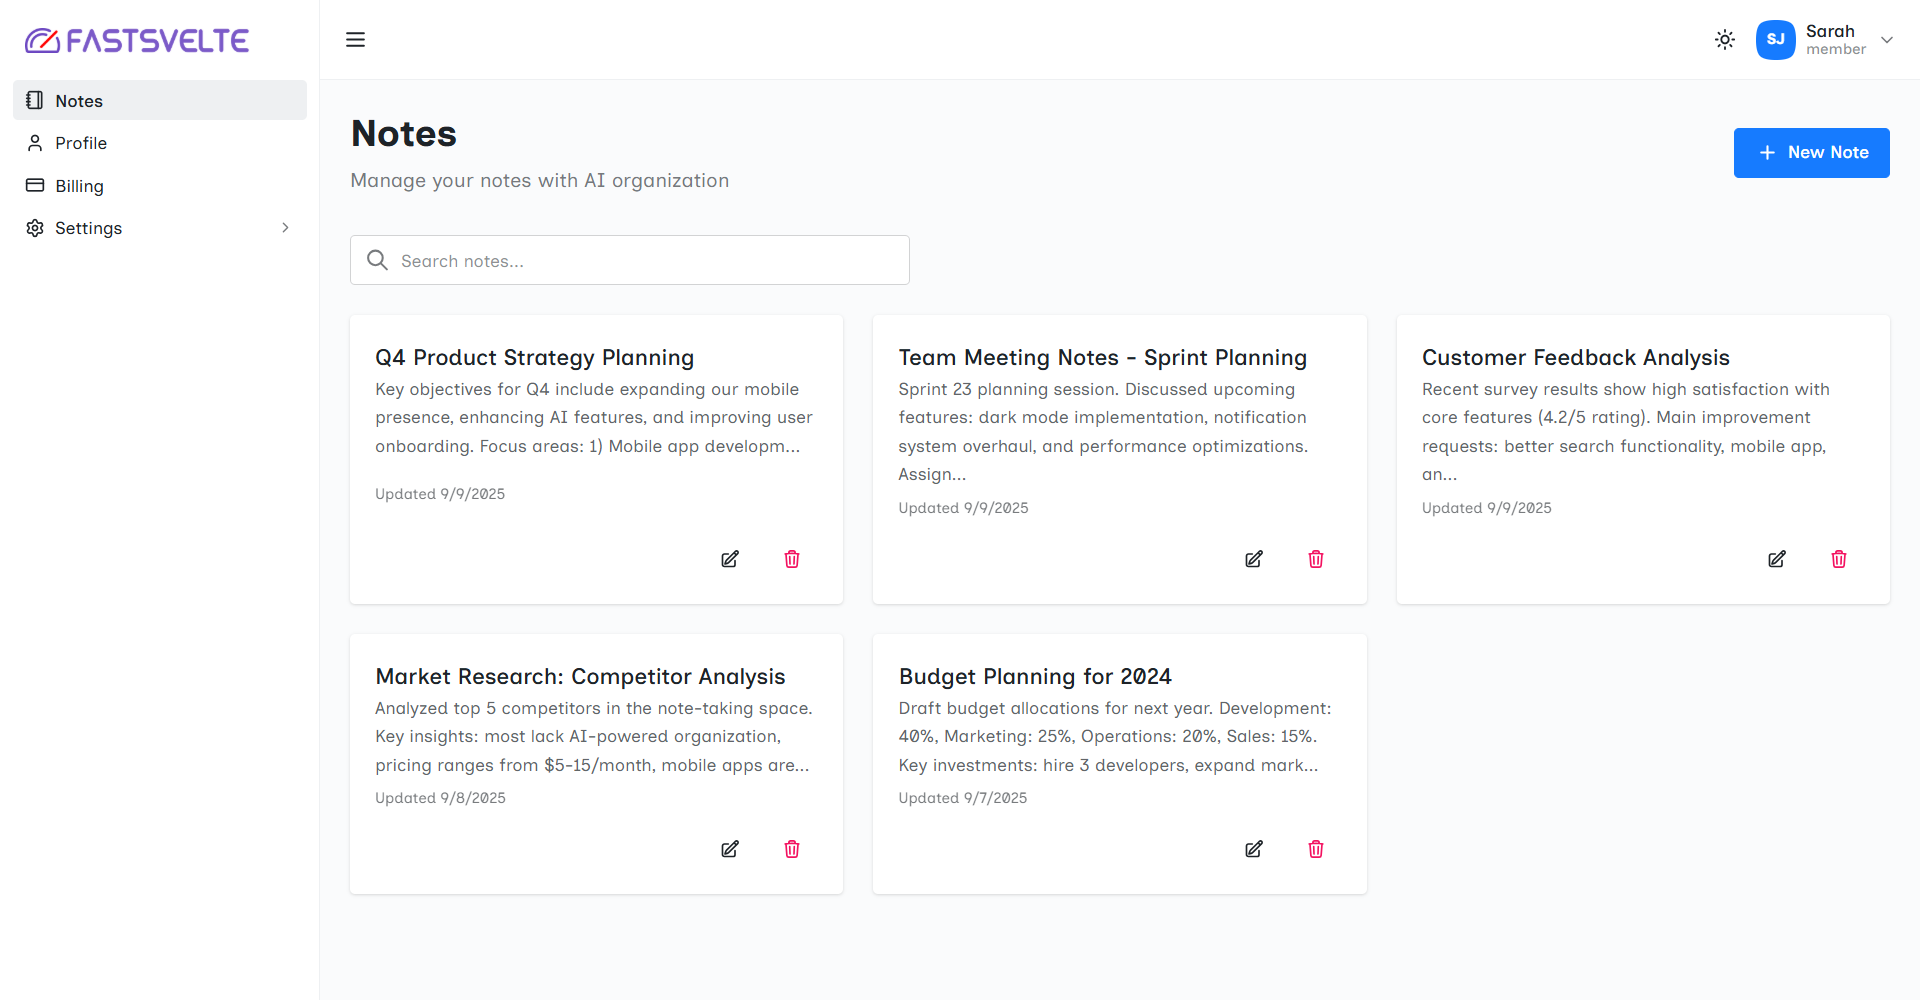 FASTSVELTE
Notes
Profile
Billing
Settings
SJ
Sarah
member
Notes
Manage your notes with AI organization
New Note
Search notes...
Q4 Product Strategy Planning
Key objectives for Q4 include expanding our mobile
presence, enhancing AI features, and improving user
onboarding. Focus areas: 1) Mobile app developm...
Updated 9/9/2025
Team Meeting Notes - Sprint Planning
Sprint 23 planning session. Discussed upcoming
features: dark mode implementation, notification
system overhaul, and performance optimizations.
Assign...
Updated 9/9/2025
Customer Feedback Analysis
Recent survey results show high satisfaction with
core features (4.2/5 rating). Main improvement
requests: better search functionality, mobile app,
an...
Updated 9/9/2025
Market Research: Competitor Analysis
Analyzed top 5 competitors in the note-taking space.
Key insights: most lack AI-powered organization,
pricing ranges from $5-15/month, mobile apps are...
Updated 9/8/2025
Budget Planning for 2024
Draft budget allocations for next year. Development:
40%, Marketing: 25%, Operations: 20%, Sales: 15%.
Key investments: hire 3 developers, expand mark...
Updated 9/7/2025